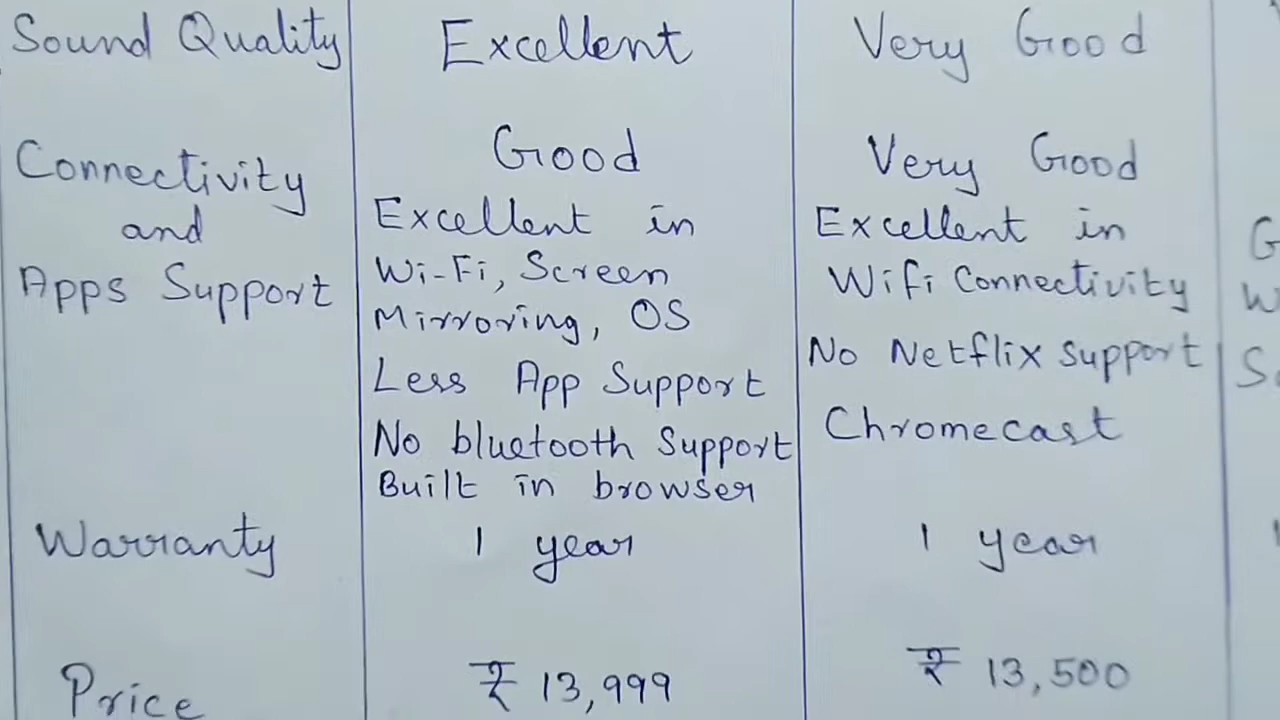 Sound Quality
Excellent
Very Good
Connectivity
and
Apps Support
Good
Excellent in
Wi-Fi, Screen
Mirroring, OS
Less App Support
No bluetooth Support
Built in browser
Very Good
Excellent in
Wifi Connectivity
No Netflix Support
Chromecast
Warranty
1 year
1 year
Price
₹ 13,999
₹ 13,500